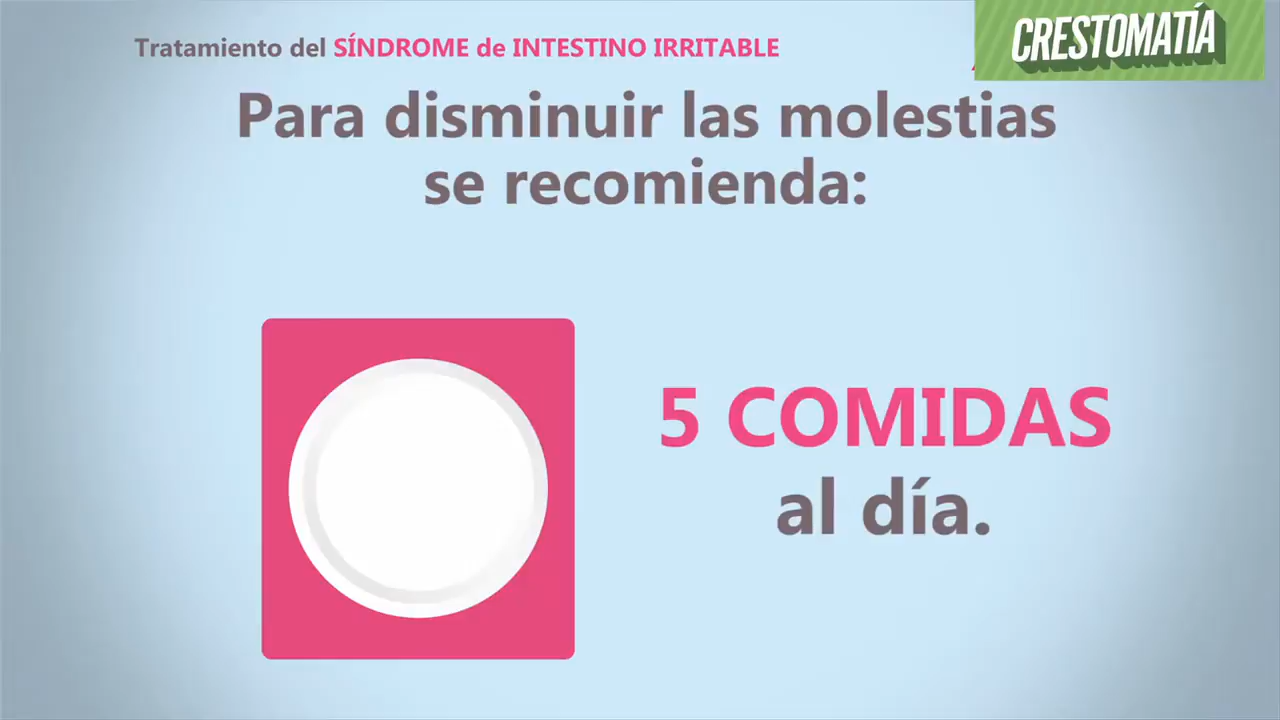 Tratamiento del SÍNDROME de INTESTINO IRRITABLE
CRESTOMATÍA
Para disminuir las molestias
se recomienda:
5 COMIDAS
al día.